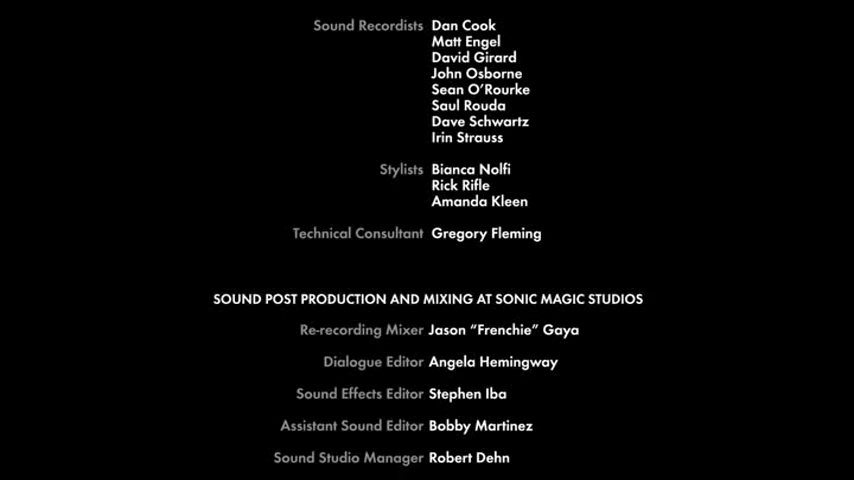 Sound Recordists Dan Cook
Matt Engel
David Girard
John Osborne
Sean O'Rourke
Saul Rouda
Dave Schwartz
Irin Strauss
Stylists Bianca Nolfi
Rick Rifle
Amanda Kleen
Technical Consultant Gregory Fleming
SOUND POST PRODUCTION AND MIXING AT SONIC MAGIC STUDIOS
Re-recording Mixer Jason “Frenchie” Gaya
Dialogue Editor Angela Hemingway
Sound Effects Editor Stephen Iba
Assistant Sound Editor Bobby Martinez
Sound Studio Manager Robert Dehn